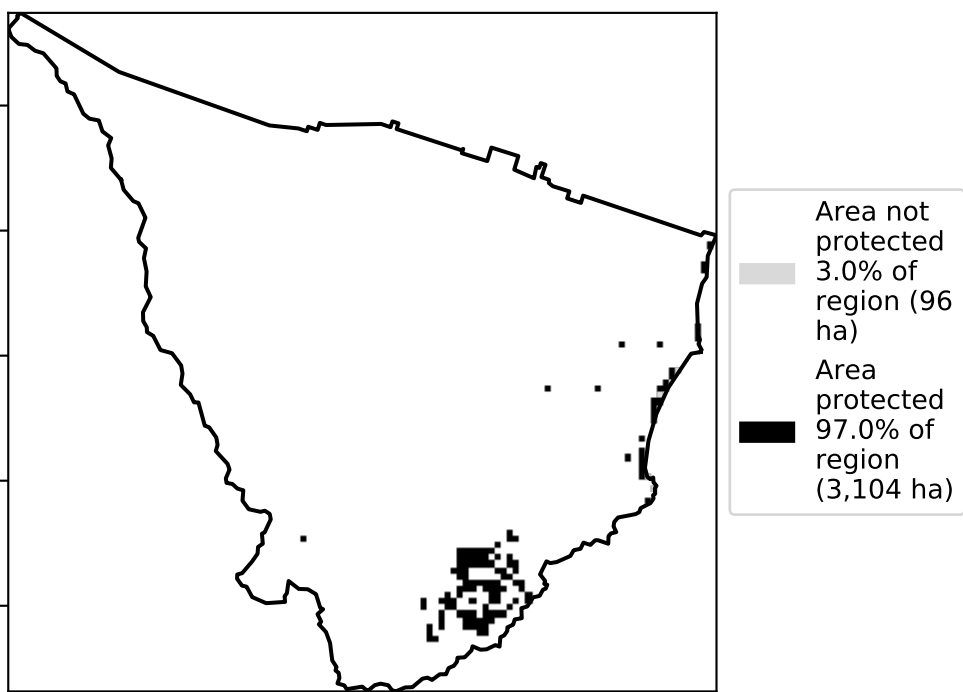 Area not
protected
3.0% of
region (96
ha)
Area
protected
97.0% of
region
(3,104 ha)